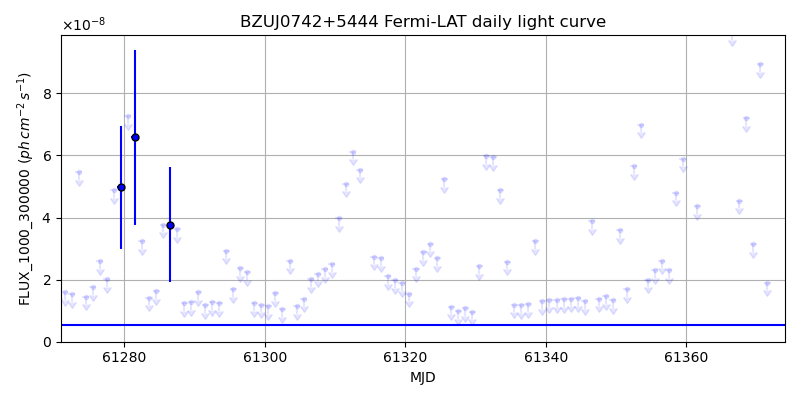 BZUJ0742+5444 Fermi-LAT daily light curve
×10⁻⁸
FLUX_1000_300000 (ph cm⁻² s⁻¹)
8
6
4
2
0
61280 61300 61320 61340 61360
MJD